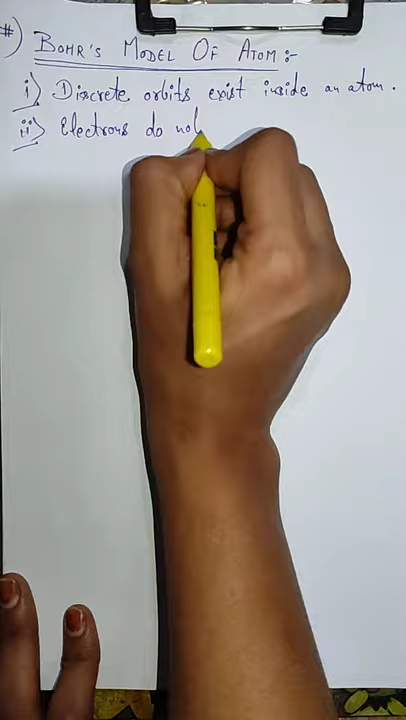 #) BOHR'S MODEL OF ATOM :-
i) Discrete orbits exist inside an atom.
ii) Electrons do not